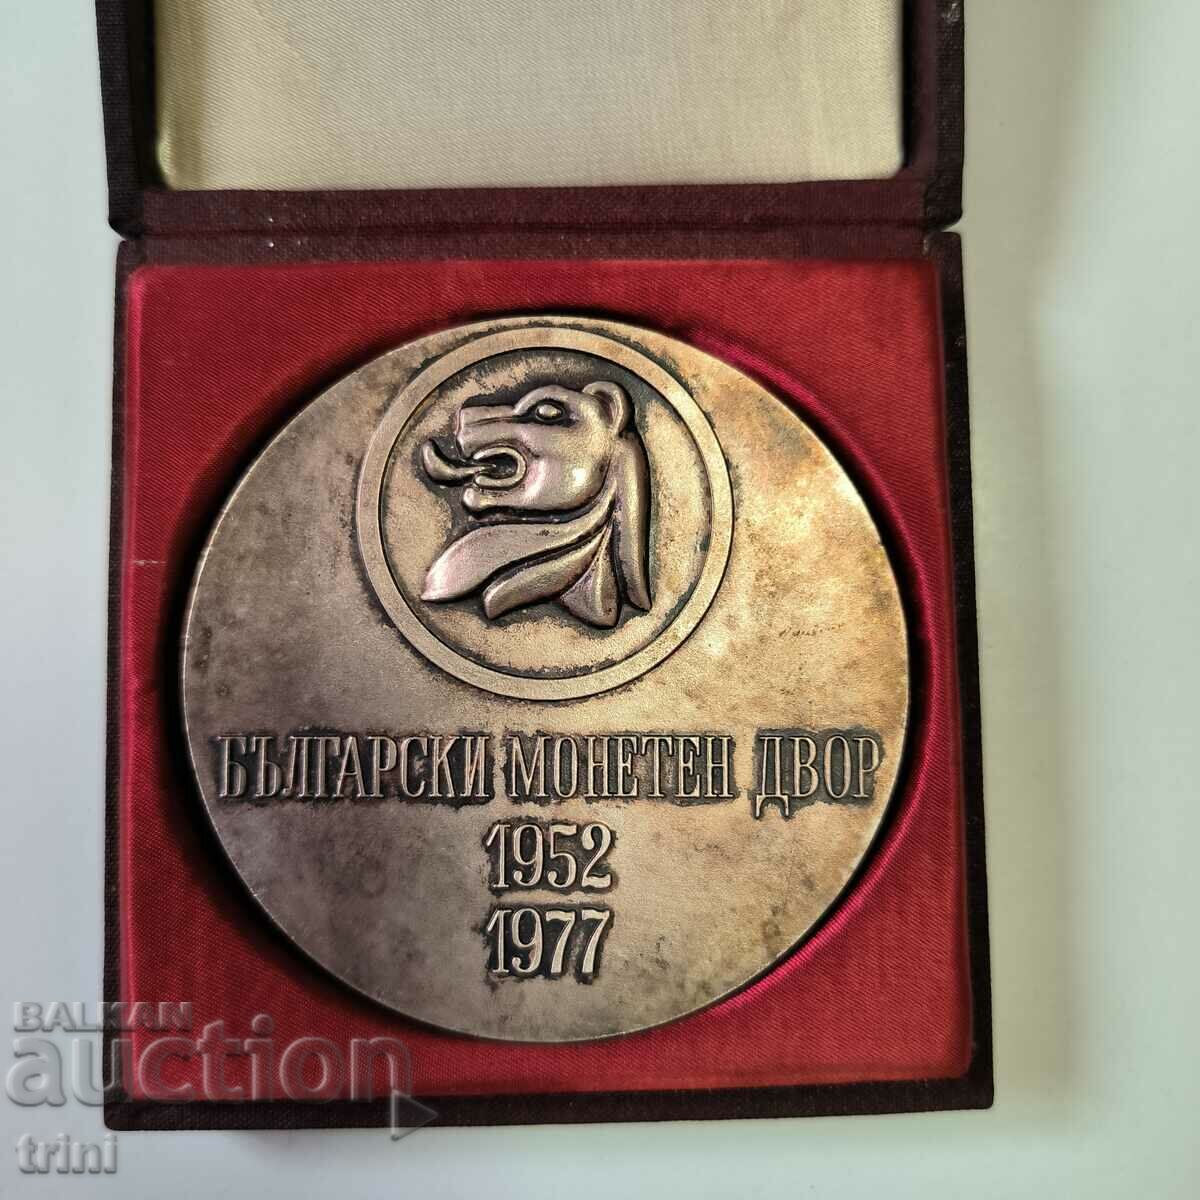 БЪЛГАРСКИ МОНЕТЕН ДВОР
1952
1977
BALKAN
auction
trini